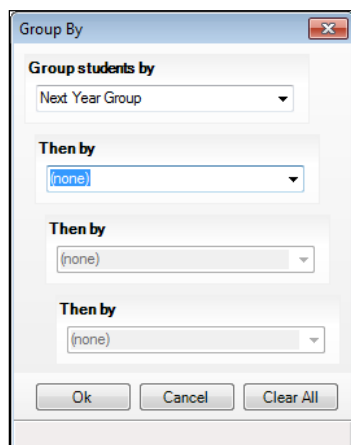 Group By
Group students by
Next Year Group
Then by
(none)
Then by
(none)
Then by
(none)
Ok Cancel Clear All